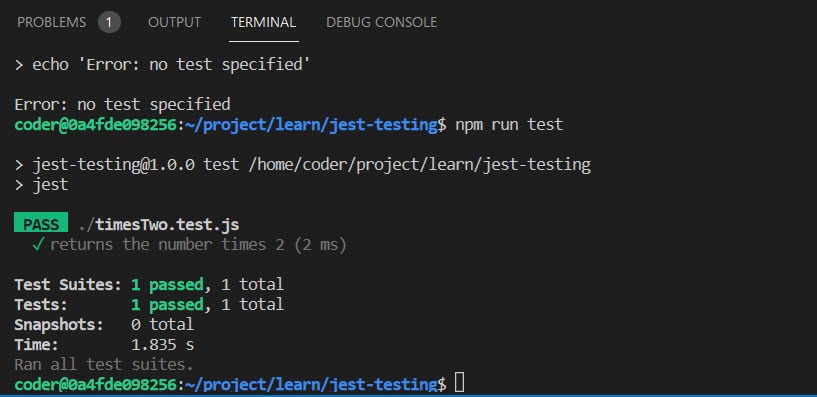 PROBLEMS 1 OUTPUT TERMINAL DEBUG CONSOLE
> echo 'Error: no test specified'
Error: no test specified
coder@0a4fde098256:~/project/learn/jest-testing$ npm run test
> jest-testing@1.0.0 test /home/coder/project/learn/jest-testing
> jest
PASS ./timesTwo.test.js
✓ returns the number times 2 (2 ms)
Test Suites: 1 passed, 1 total
Tests: 1 passed, 1 total
Snapshots: 0 total
Time: 1.835 s
Ran all test suites.
coder@0a4fde098256:~/project/learn/jest-testing$